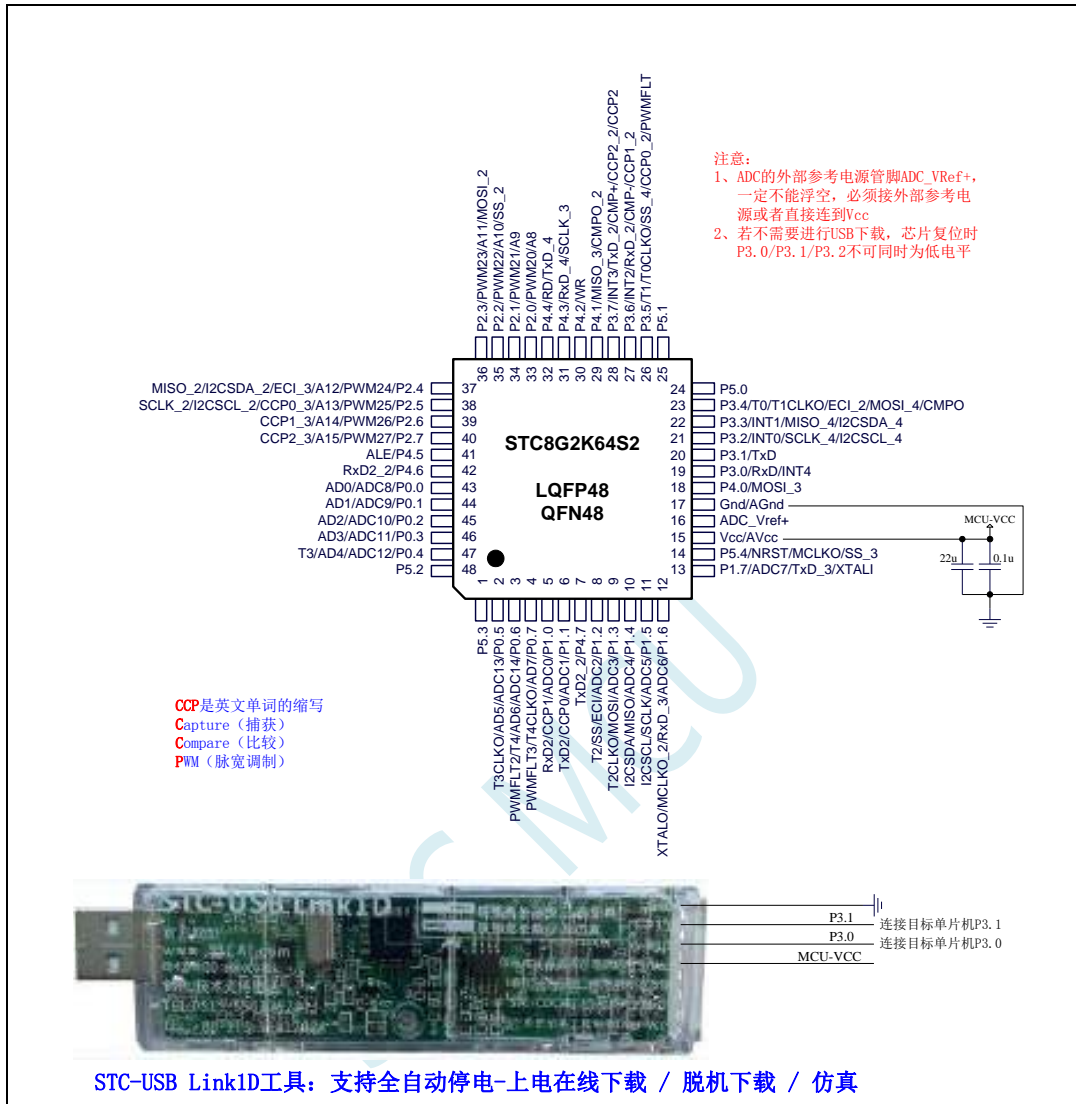 P2.3/PWM23/A11/MOSI_2
P2.2/PWM22/A10/SS_2
P2.1/PWM21/A9
P2.0/PWM20/A8
P4.4/RD/TxD_4
P4.3/RxD_4/SCLK_3
P4.2/WR
P4.1/MISO_3/CMPO_2
P3.7/INT3/TxD_2/CMP+/CCP2_2/CCP2
P3.6/INT2/RxD_2/CMP-/CCP1_2
P3.5/T1/T0CLKO/SS_4/CCP0_2/PWMFLT
P5.1
注意:
1、ADC的外部参考电源管脚ADC_VRef+,
一定不能浮空，必须接外部参考电
源或者直接连到Vcc
2、若不需要进行USB下载，芯片复位时
P3.0/P3.1/P3.2不可同时为低电平
36 35 34 33 32 31 30 29 28 27 26 25
MISO_2/I2CSDA_2/ECI_3/A12/PWM24/P2.4 37
SCLK_2/I2CSCL_2/CCP0_3/A13/PWM25/P2.5 38
CCP1_3/A14/PWM26/P2.6 39
CCP2_3/A15/PWM27/P2.7 40
ALE/P4.5 41
RxD2_2/P4.6 42
AD0/ADC8/P0.0 43
AD1/ADC9/P0.1 44
AD2/ADC10/P0.2 45
AD3/ADC11/P0.3 46
T3/AD4/ADC12/P0.4 47
P5.2 48
STC8G2K64S2
LQFP48
QFN48
24 P5.0
23 P3.4/T0/T1CLKO/ECI_2/MOSI_4/CMPO
22 P3.3/INT1/MISO_4/I2CSDA_4
21 P3.2/INT0/SCLK_4/I2CSCL_4
20 P3.1/TxD
19 P3.0/RxD/INT4
18 P4.0/MOSI_3
17 Gnd/AGnd
16 ADC_Vref+
15 Vcc/AVcc
14 P5.4/NRST/MCLKO/SS_3
13 P1.7/ADC7/TxD_3/XTALI
MCU-VCC
22u 0.1u
1 2 3 4 5 6 7 8 9 10 11 12
P5.3
T3CLKO/AD5/ADC13/P0.5
PWMFLT2/T4/AD6/ADC14/P0.6
PWMFLT3/T4CLKO/AD7/P0.7
RxD2/CCP1/ADC0/P1.0
TxD2/CCP0/ADC1/P1.1
TxD2_2/P4.7
T2/SS/ECI/ADC2/P1.2
T2CLKO/MOSI/ADC3/P1.3
I2CSDA/MISO/ADC4/P1.4
I2CSCL/SCLK/ADC5/P1.5
XTALO/MCLKO_2/RxD_3/ADC6/P1.6
CCP是英文单词的缩写
Capture（捕获）
Compare（比较）
PWM（脉宽调制）
MCU
STC-USB Link1D
P3.1 连接目标单片机P3.1
P3.0 连接目标单片机P3.0
MCU-VCC
STC-USB Link1D工具: 支持全自动停电-上电在线下载 / 脱机下载 / 仿真